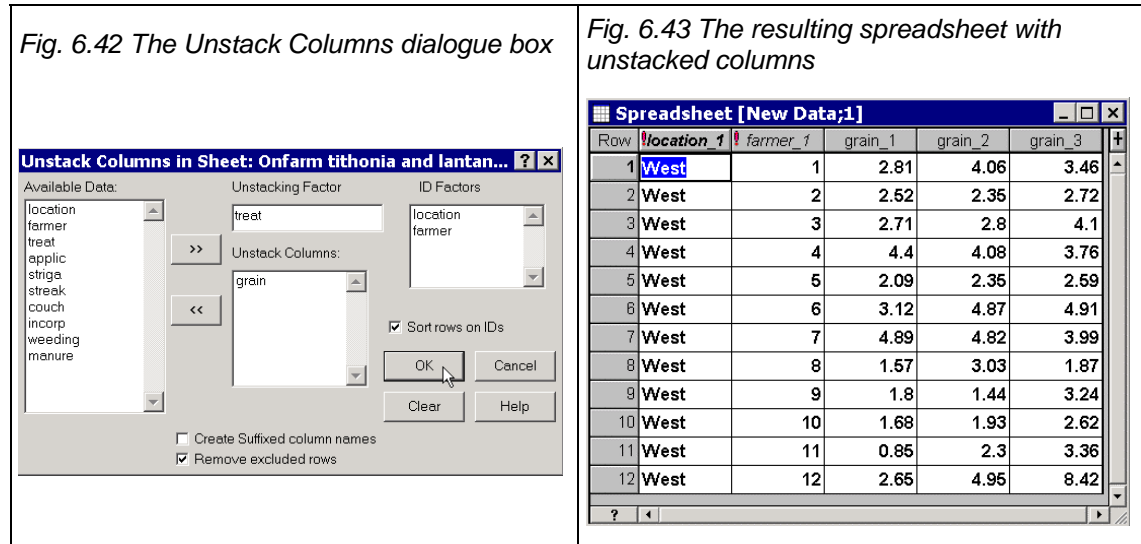 Fig. 6.42 The Unstack Columns dialogue box
Unstack Columns in Sheet: Onfarm tithonia and lantan...
Available Data:
location
farmer
treat
applic
striga
streak
couch
incorp
weeding
manure
>>
<<
Unstacking Factor
treat
Unstack Columns:
grain
ID Factors
location
farmer
Sort rows on IDs
OK Cancel
Clear Help
Create Suffixed column names
Remove excluded rows
Fig. 6.43 The resulting spreadsheet with
unstacked columns
Spreadsheet [New Data;1]
Row !location_1 ! farmer_1 grain_1 grain_2 grain_3 +
1 West 1 2.81 4.06 3.46
2 West 2 2.52 2.35 2.72
3 West 3 2.71 2.8 4.1
4 West 4 4.4 4.08 3.76
5 West 5 2.09 2.35 2.59
6 West 6 3.12 4.87 4.91
7 West 7 4.89 4.82 3.99
8 West 8 1.57 3.03 1.87
9 West 9 1.8 1.44 3.24
10 West 10 1.68 1.93 2.62
11 West 11 0.85 2.3 3.36
12 West 12 2.65 4.95 8.42
?